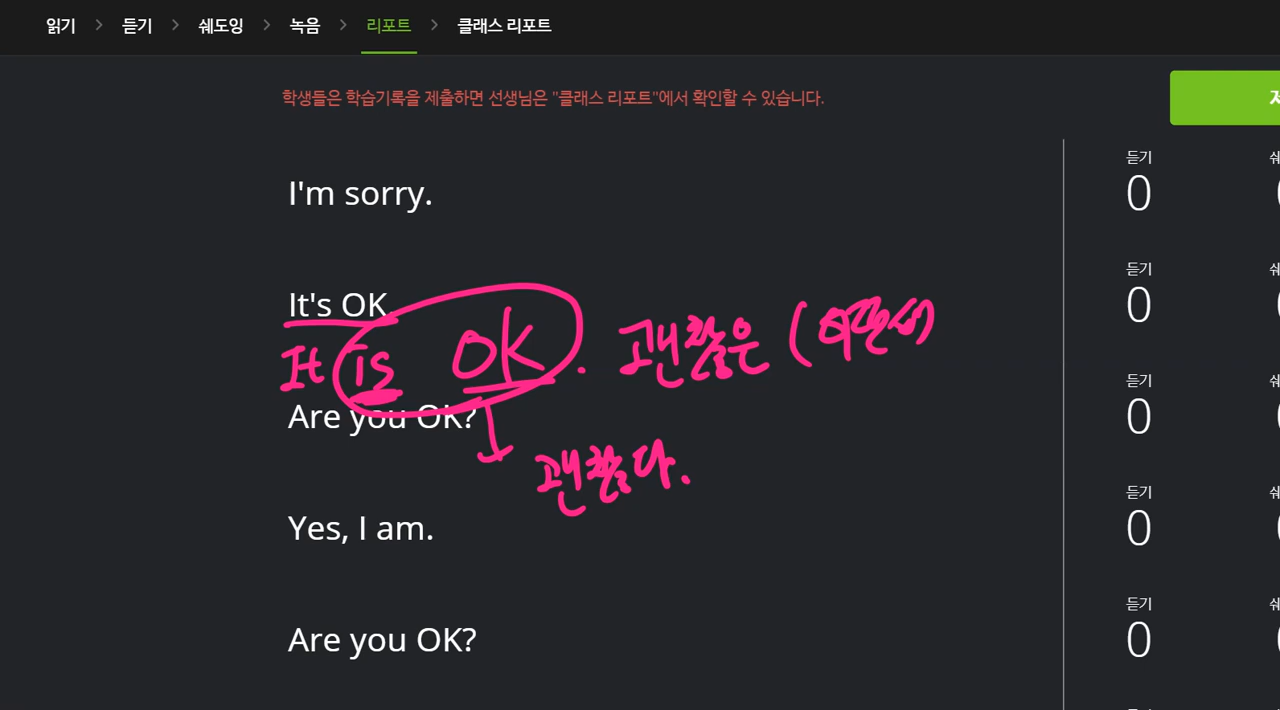 읽기 > 듣기 > 쉐도잉 > 녹음 > 리포트 > 클래스 리포트
학생들은 학습기록을 제출하면 선생님은 "클래스 리포트"에서 확인할 수 있습니다.
듣기
I'm sorry. 0
듣기
It's OK. 0
It is OK. 괜찮은 (
듣기
Are you OK? 0
괜찮다.
듣기
Yes, I am. 0
듣기
Are you OK? 0